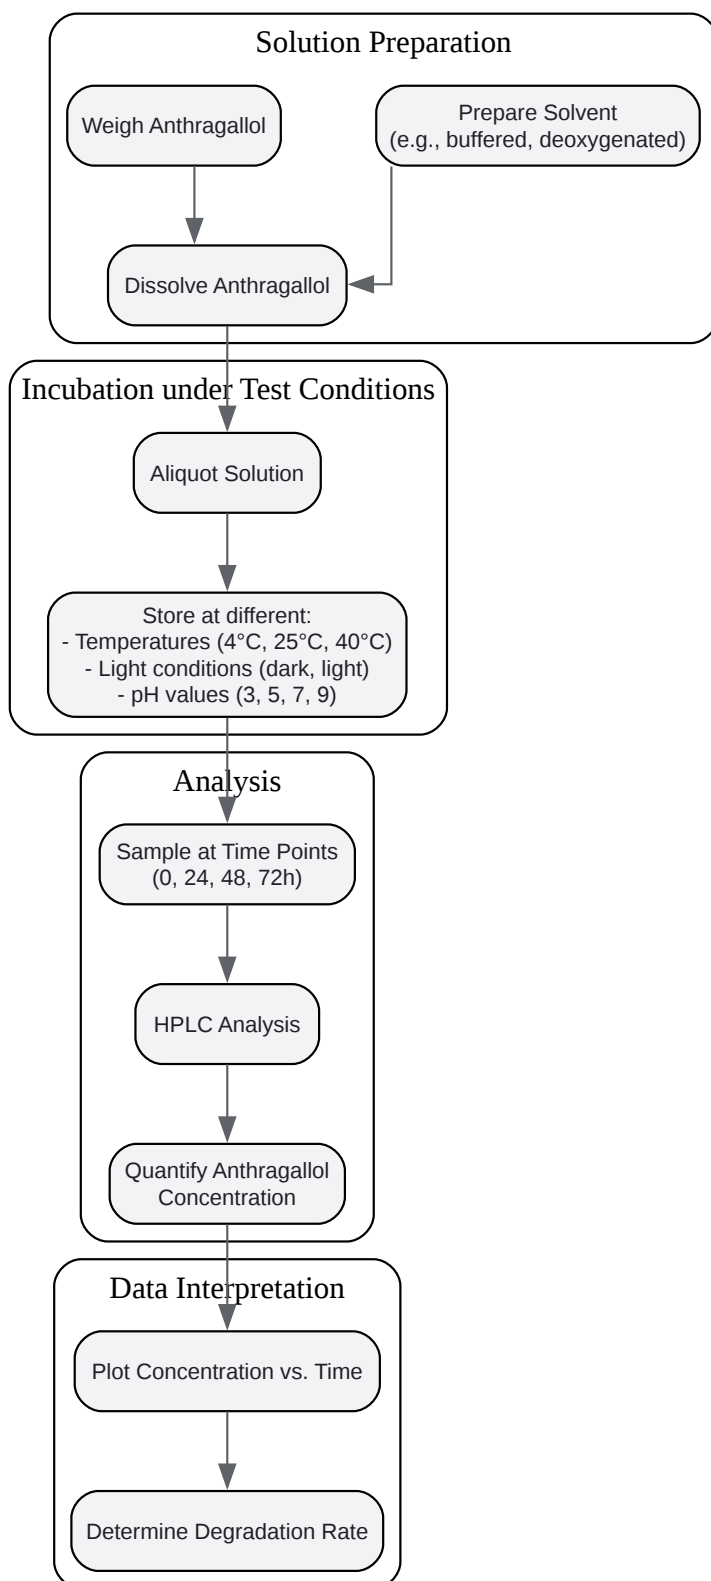 Solution Preparation
Weigh Anthragallol
Prepare Solvent
(e.g., buffered, deoxygenated)
Dissolve Anthragallol
Incubation under Test Conditions
Aliquot Solution
Store at different:
- Temperatures (4°C, 25°C, 40°C)
- Light conditions (dark, light)
- pH values (3, 5, 7, 9)
Analysis
Sample at Time Points
(0, 24, 48, 72h)
HPLC Analysis
Quantify Anthragallol
Concentration
Data Interpretation
Plot Concentration vs. Time
Determine Degradation Rate